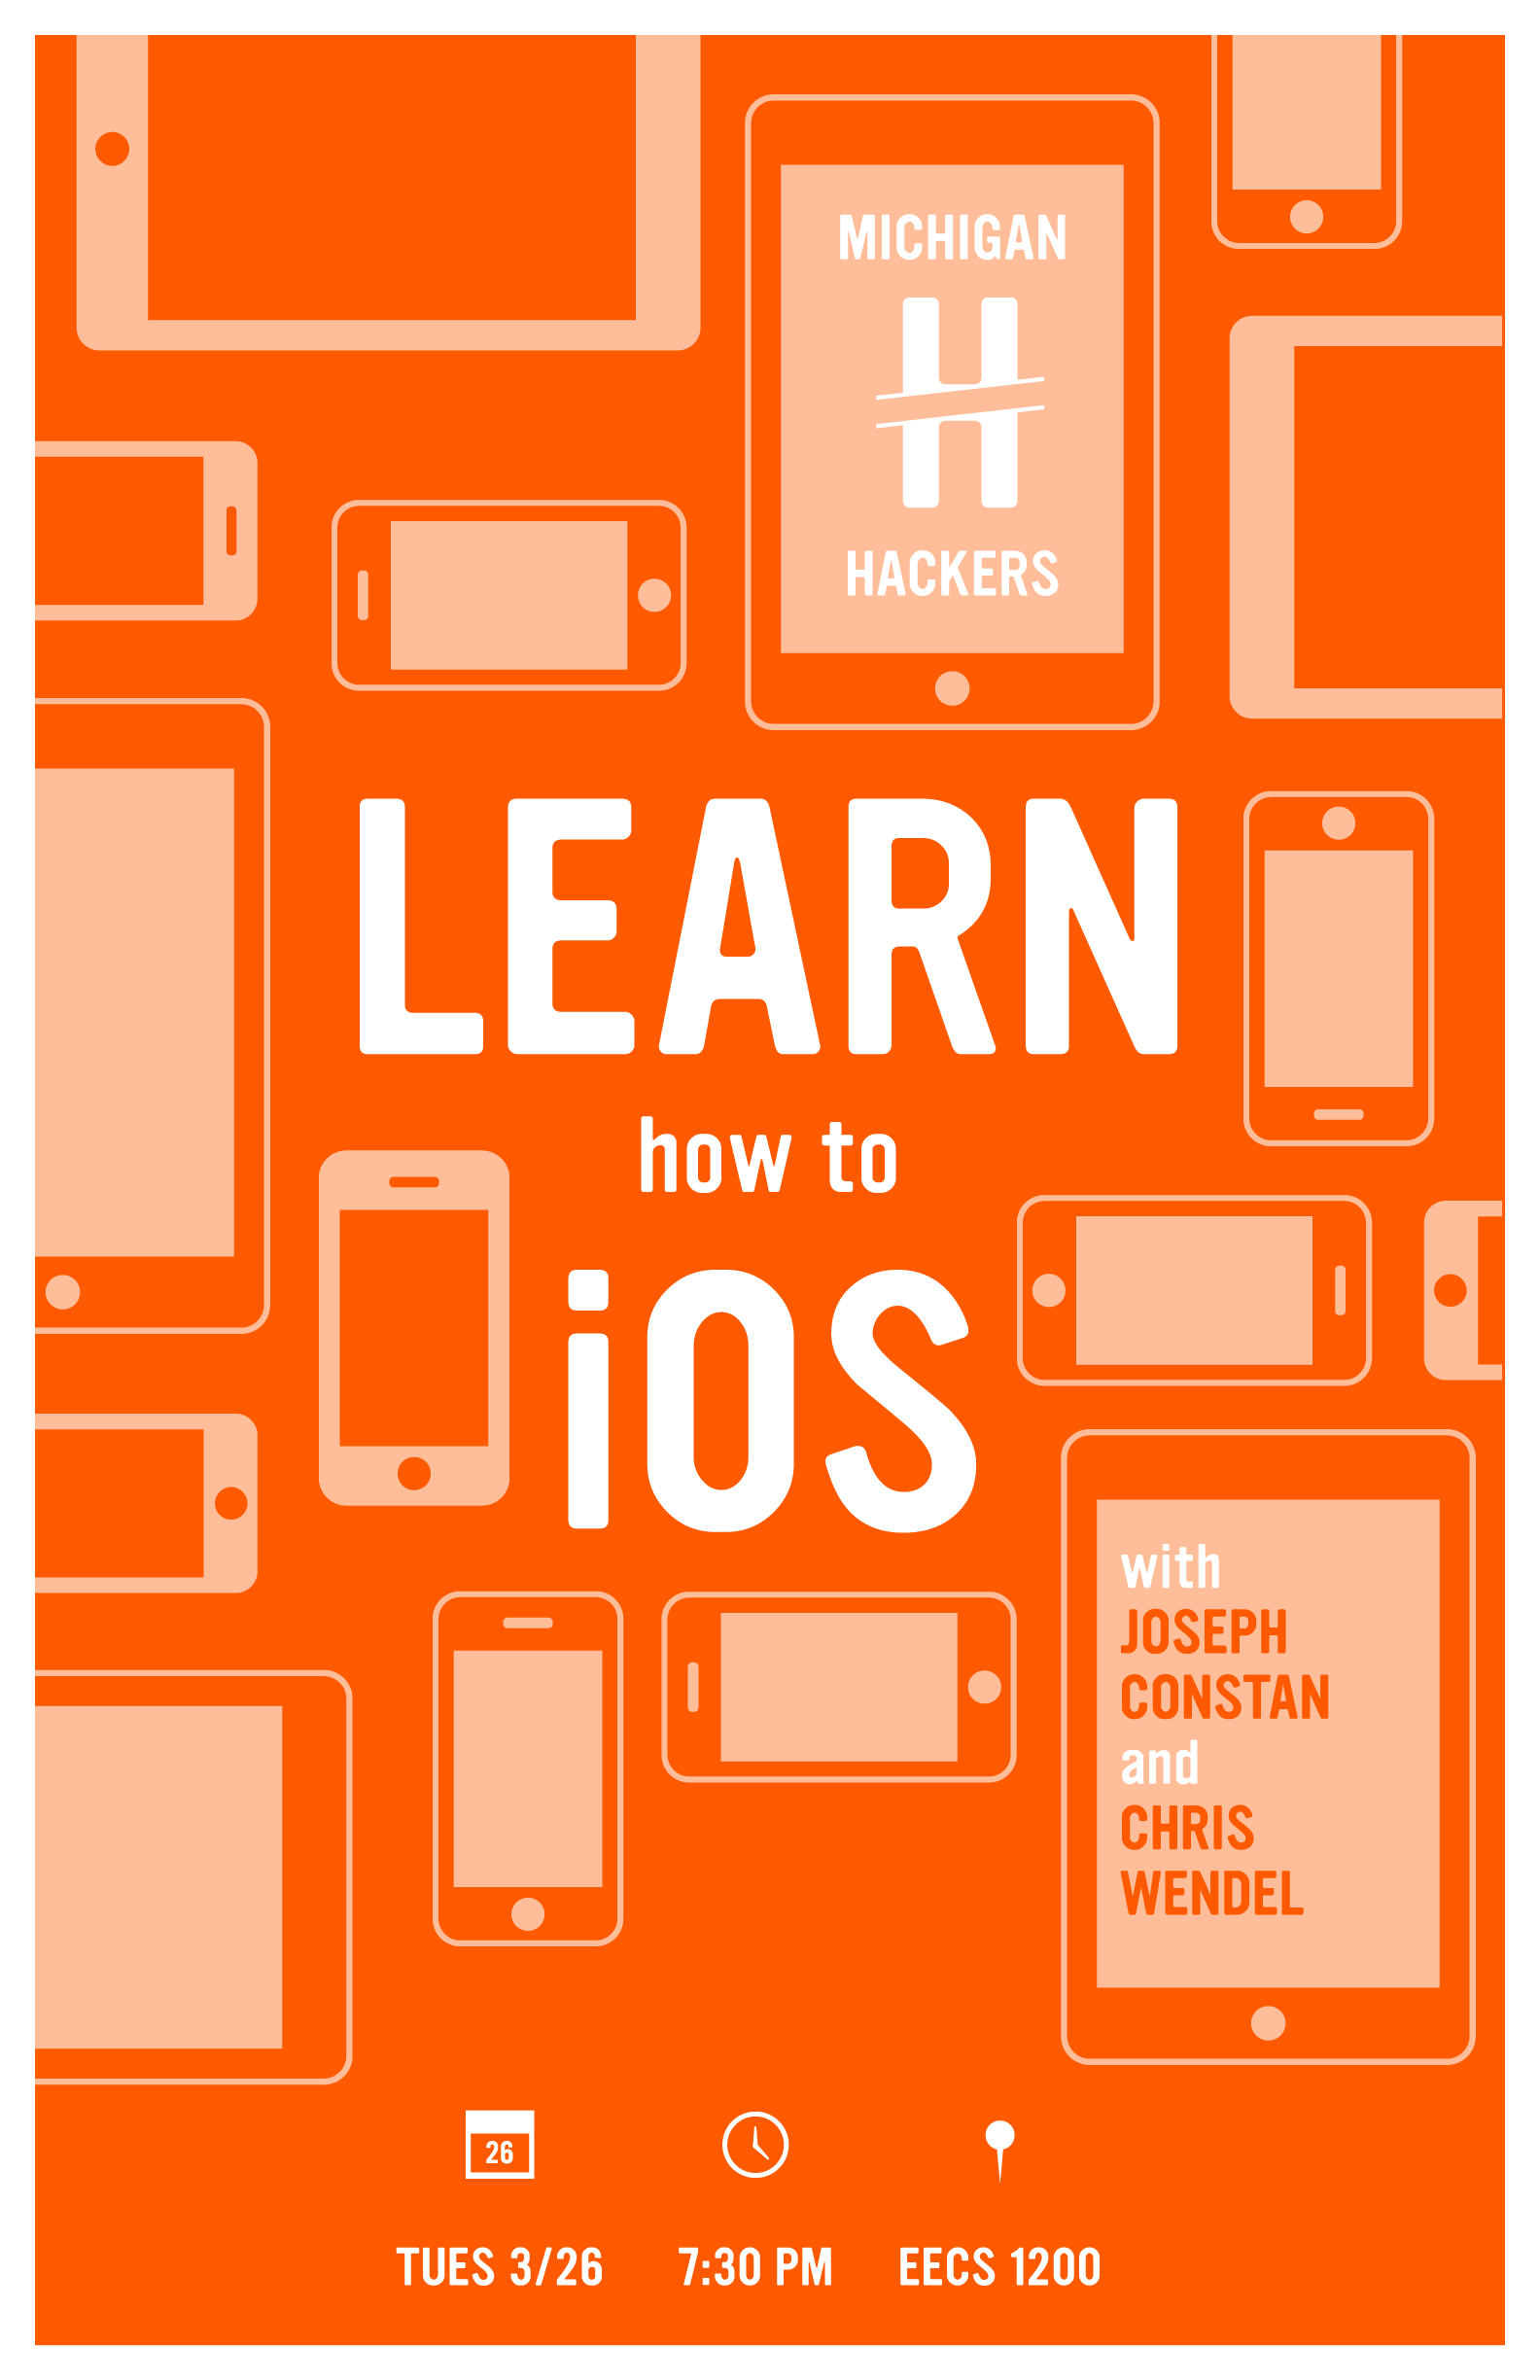 MICHIGAN
H
HACKERS
LEARN
how to
iOS
with
JOSEPH
CONSTAN
and
CHRIS
WENDEL
26
TUES 3/26 7:30 PM EECS 1200